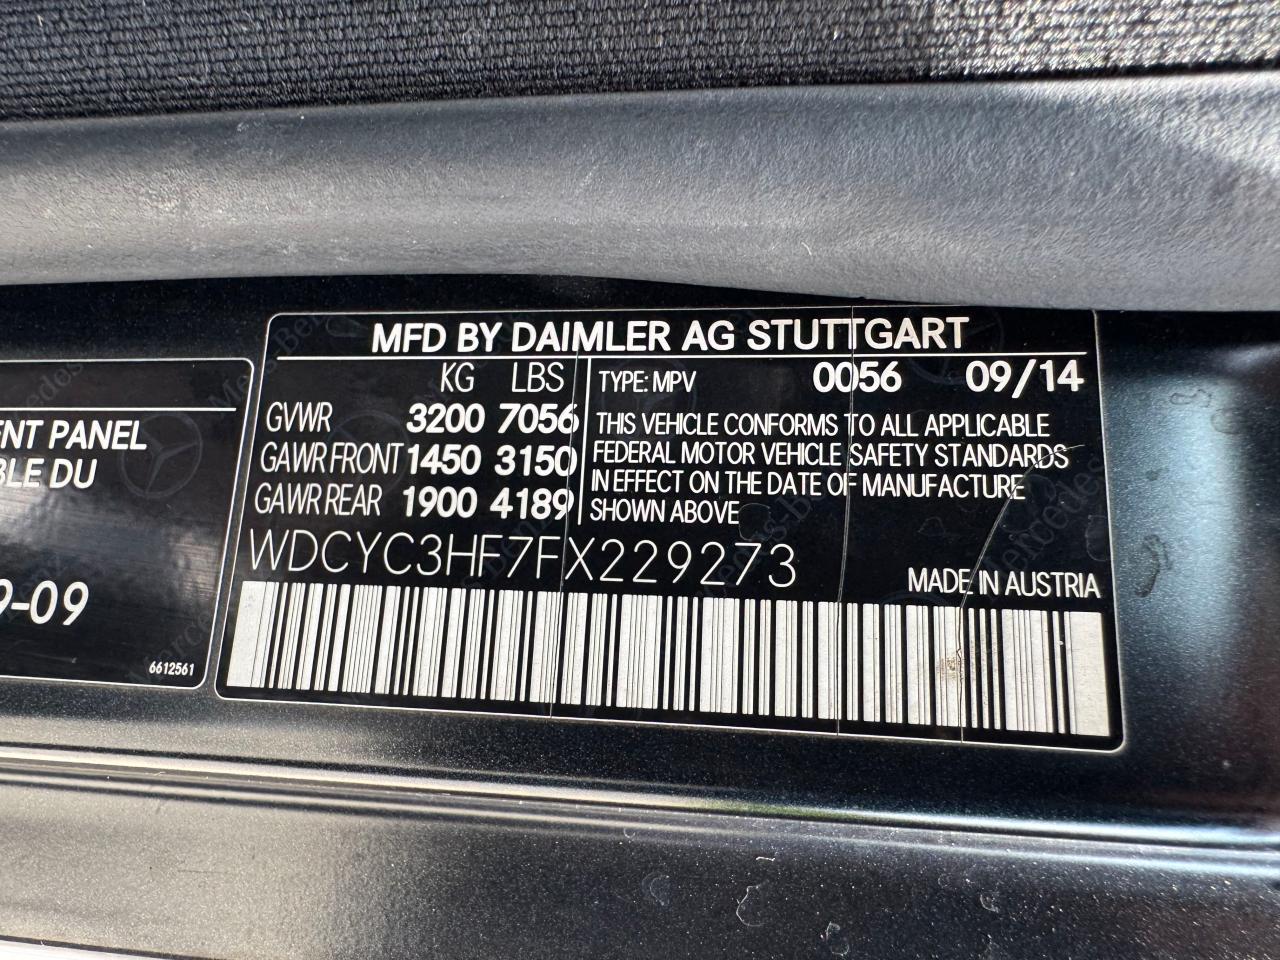 MFD BY DAIMLER AG STUTTGART
KG LBS
GVWR 3200 7056
GAWR FRONT 1450 3150
GAWR REAR 1900 4189
TYPE: MPV 0056 09/14
THIS VEHICLE CONFORMS TO ALL APPLICABLE
FEDERAL MOTOR VEHICLE SAFETY STANDARDS
IN EFFECT ON THE DATE OF MANUFACTURE
SHOWN ABOVE
WDCYC3HF7FX229273
MADE IN AUSTRIA
ENT PANEL
BLE DU
9-09
6612561